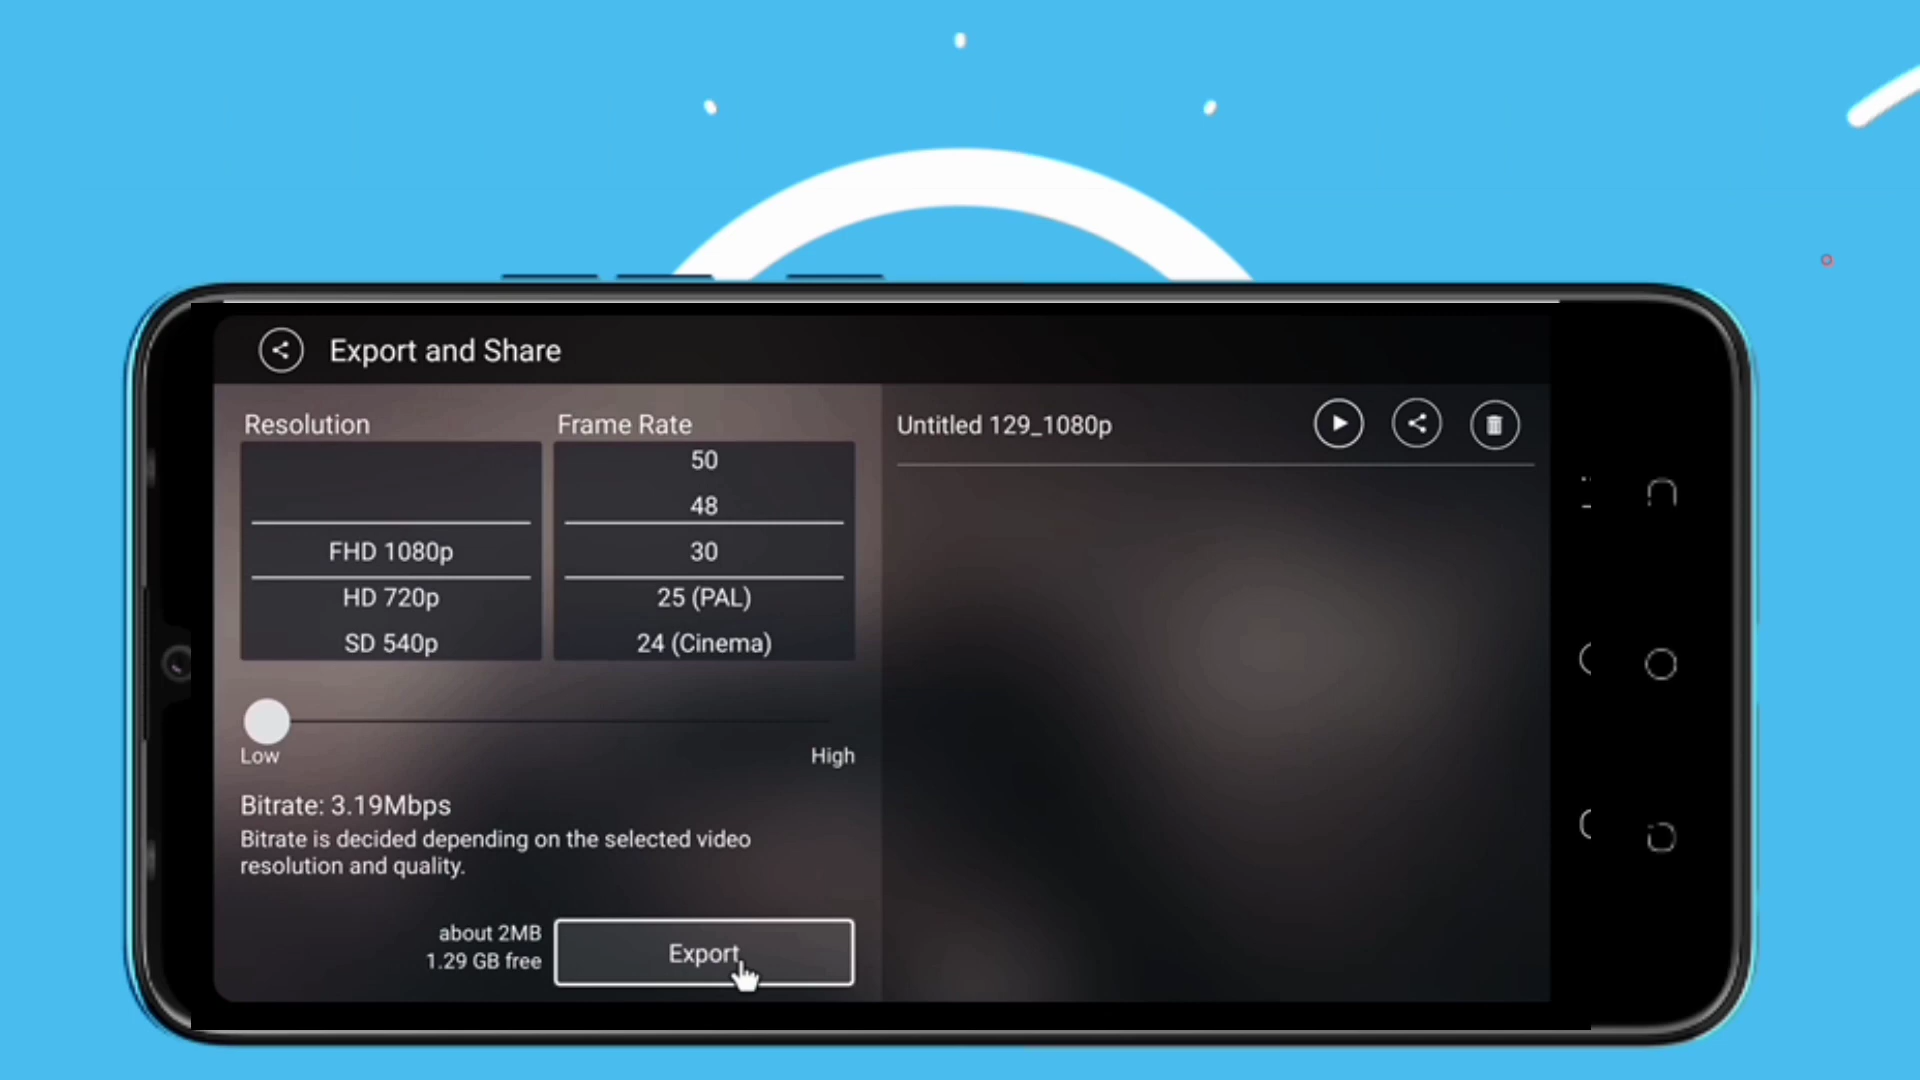 Export and Share
Resolution
FHD 1080p
HD 720p
SD 540p
Frame Rate
50
48
30
25 (PAL)
24 (Cinema)
Low
High
Bitrate: 3.19Mbps
Bitrate is decided depending on the selected video
resolution and quality.
about 2MB
1.29 GB free
Export
Untitled 129_1080p